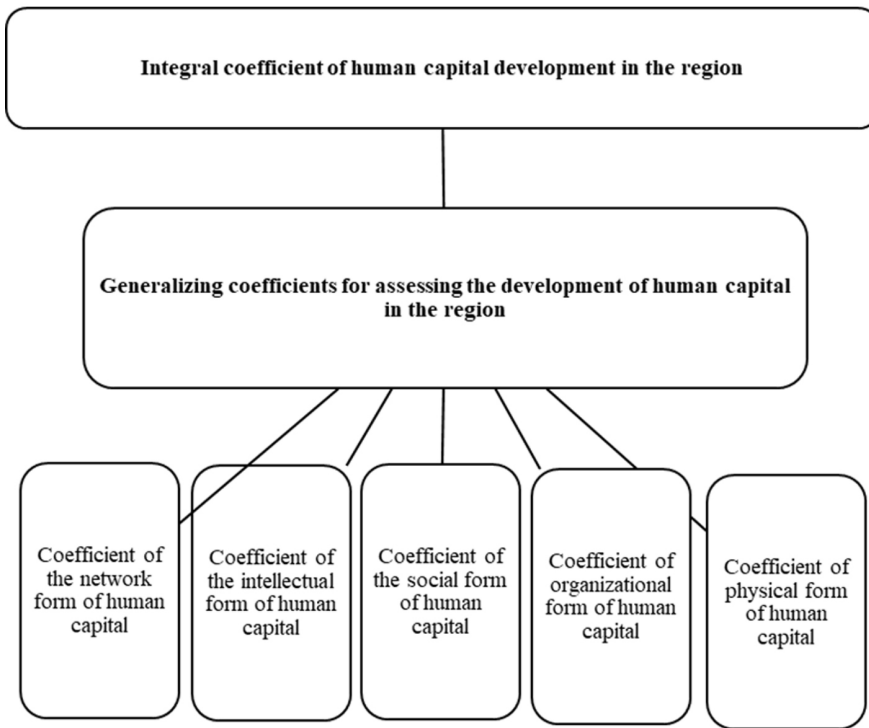 Integral coefficient of human capital development in the region
Generalizing coefficients for assessing the development of human capital
in the region
Coefficient of
the network
form of human
capital
Coefficient of
the intellectual
form of human
capital
Coefficient of
the social form
of human
capital
Coefficient of
organizational
form of human
capital
Coefficient of
physical form
of human
capital